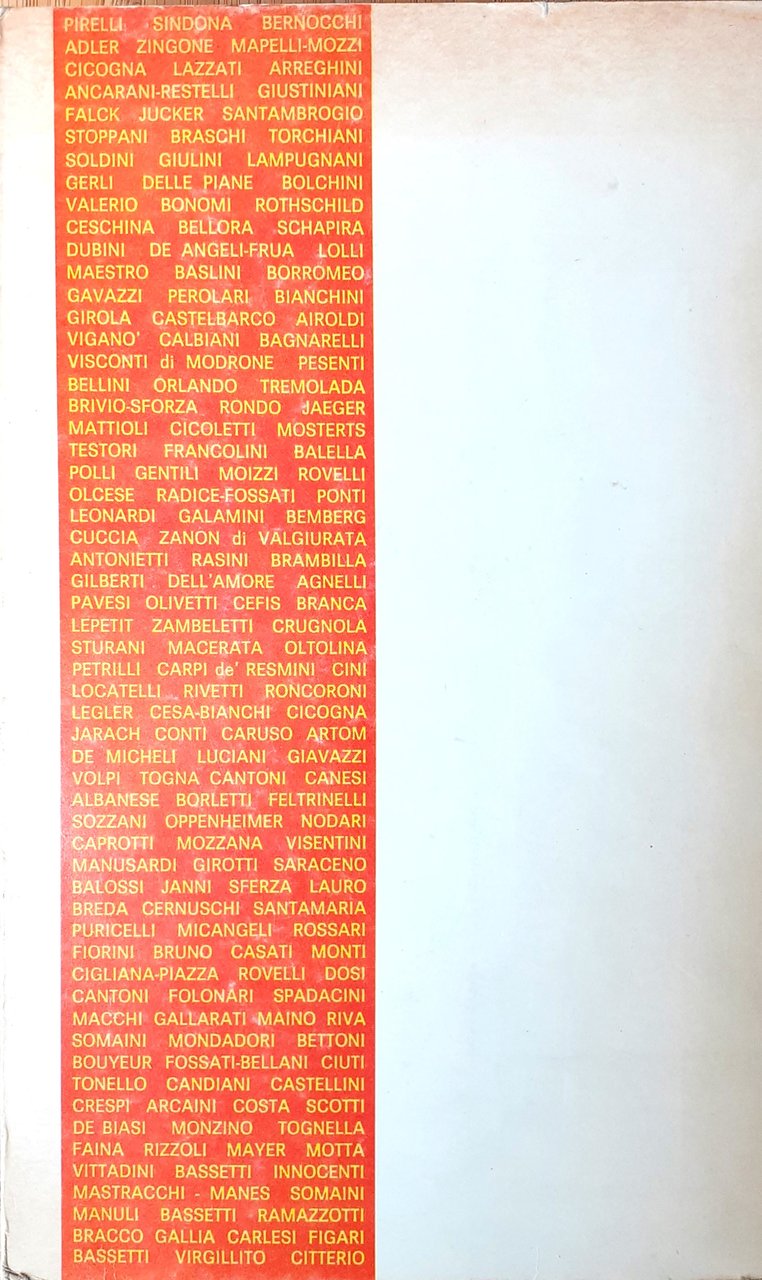 PIRELLI SINDONA BERNOCCHI
ADLER ZINGONE MAPELLI-MOZZI
CICOGNA LAZZATI ARREGHINI
ANCARANI-RESTELLI GIUSTINIANI
FALCK JUCKER SANTAMBROGIO
STOPPANI BRASCHI TORCHIANI
SOLDINI GIULINI LAMPUGNANI
GERLI DELLE PIANE BOLCHINI
VALERIO BONOMI ROTHSCHILD
CESCHINA BELLORA SCHAPIRA
DUBINI DE ANGELI-FRUA LOLLI
MAESTRO BASLINI BORROMEO
GAVAZZI PEROLARI BIANCHINI
GIROLA CASTELBARCO AIROLDI
VIGANO' CALBIANI BAGNARELLI
VISCONTI di MODRONE PESENTI
BELLINI ORLANDO TREMOLADA
BRIVIO-SFORZA RONDO JAEGER
MATTIOLI CICOLETTI MOSTERTS
TESTORI FRANCOLINI BALELLA
POLLI GENTILI MOIZZI ROVELLI
OLCESE RADICE-FOSSATI PONTI
LEONARDI GALAMINI BEMBERG
CUCCIA ZANON di VALGIURATA
ANTONIETTI RASINI BRAMBILLA
GILBERTI DELL'AMORE AGNELLI
PAVESI OLIVETTI CEFIS BRANCA
LEPETIT ZAMBELETTI CRUGNOLA
STURANI MACERATA OLTOLINA
PETRILLI CARPI de' RESMINI CINI
LOCATELLI RIVETTI RONCORONI
LEGLER CESA-BIANCHI CICOGNA
JARACH CONTI CARUSO ARTOM
DE MICHELI LUCIANI GIAVAZZI
VOLPI TOGNA CANTONI CANESI
ALBANESE BORLETTI FELTRINELLI
SOZZANI OPPENHEIMER NODARI
CAPROTTI MOZZANA VISENTINI
MANUSARDI GIROTTI SARACENO
BALOSSI JANNI SFERZA LAURO
BREDA CERNUSCHI SANTAMARIA
PURICELLI MICANGELI ROSSARI
FIORINI BRUNO CASATI MONTI
CIGLIANA-PIAZZA ROVELLI DOSI
CANTONI FOLONARI SPADACINI
MACCHI GALLARATI MAINO RIVA
SOMAINI MONDADORI BETTONI
BOUYEUR FOSSATI-BELLANI CIUTI
TONELLO CANDIANI CASTELLINI
CRESPI ARCAINI COSTA SCOTTI
DE BIASI MONZINO TOGNELLA
FAINA RIZZOLI MAYER MOTTA
VITTADINI BASSETTI INNOCENTI
MASTRACCHI - MANES SOMAINI
MANULI BASSETTI RAMAZZOTTI
BRACCO GALLIA CARLESI FIGARI
BASSETTI VIRGILLITO CITTERIO